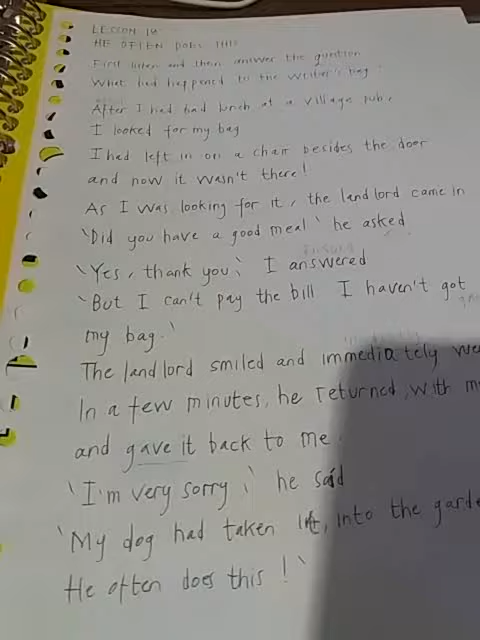 LESSON 14
HE OFTEN DOES THIS
First listen and then answer the question
What had happened to the writer's bag?
After I had had lunch at a village pub,
I looked for my bag
I had left in on a chair besides the door
and now it wasn't there!
As I was looking for it, the landlord came in
'Did you have a good meal' he asked
'Yes, thank you,' I answered
'But I can't pay the bill I haven't got
my bag.'
The landlord smiled and immediately we
In a few minutes, he returned with m
and gave it back to me.
'I'm very sorry,' he said
'My dog had taken it, into the garde
He often does this!'